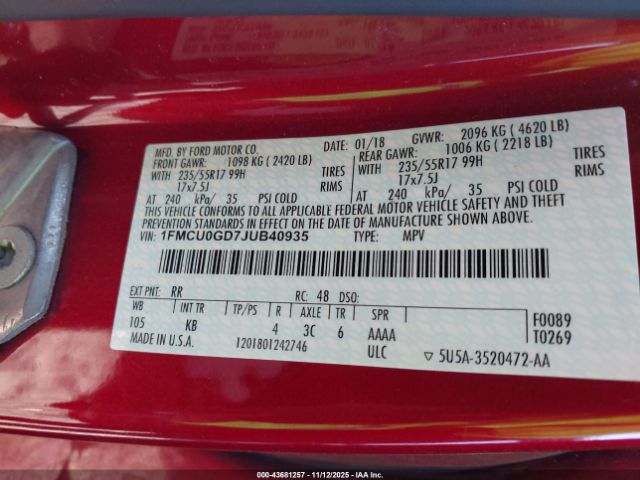 MFD. BY FORD MOTOR CO.
DATE: 01/18 GVWR: 2096 KG ( 4620 LB)
FRONT GAWR: 1098 KG ( 2420 LB) REAR GAWR: 1006 KG ( 2218 LB)
WITH 235/55R17 99H TIRES WITH 235/55R17 99H TIRES
17x7.5J RIMS 17x7.5J RIMS
AT 240 kPa/ 35 PSI COLD AT 240 kPa/ 35 PSI COLD
THIS VEHICLE CONFORMS TO ALL APPLICABLE FEDERAL MOTOR VEHICLE SAFETY AND THEFT
PREVENTION STANDARDS IN EFFECT ON THE DATE OF MANUFACTURE SHOWN ABOVE.
VIN: 1FMCU0GD7JUB40935 TYPE: MPV
EXT PNT: RR RC: 48 DSO:
WB INT TR TP/PS R AXLE TR SPR F0089
105 KB 4 3C 6 AAAA T0269
MADE IN U.S.A. 1201801242746 ULC ▽ 5U5A-3520472-AA
000-43681257 - 11/12/2025 - IAA, Inc.